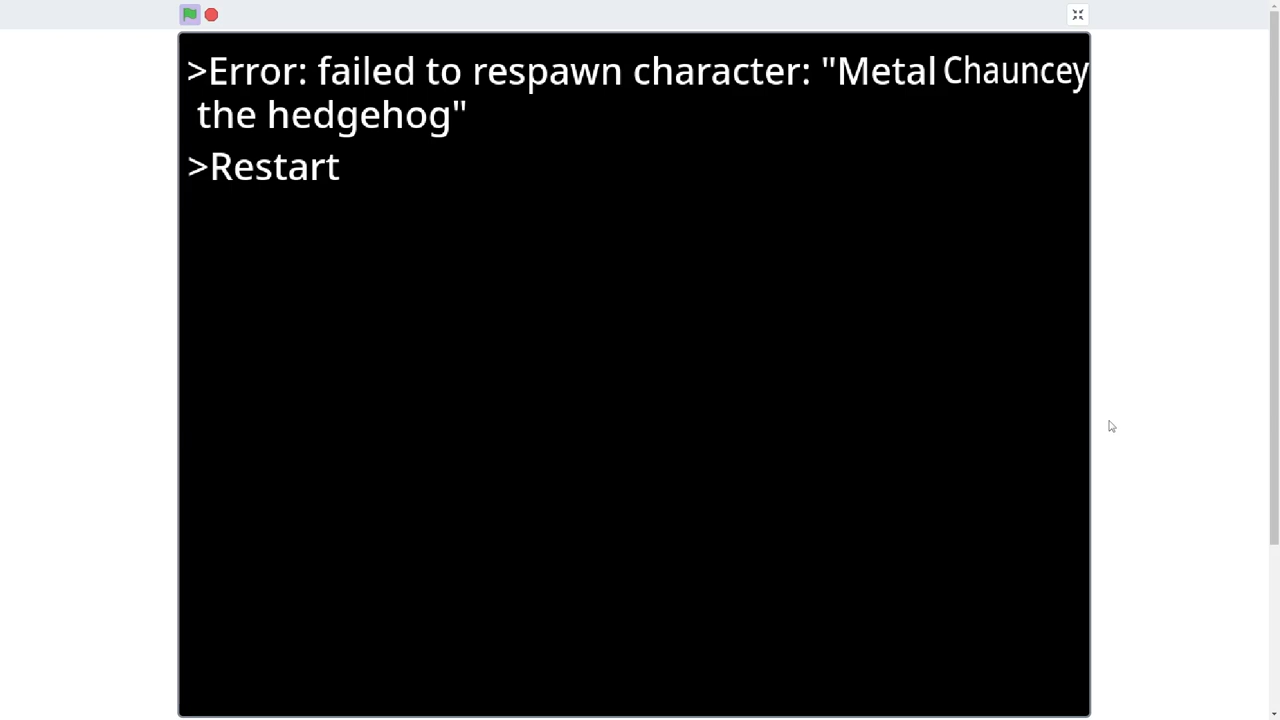 >Error: failed to respawn character: "Metal Chauncey
the hedgehog"
>Restart